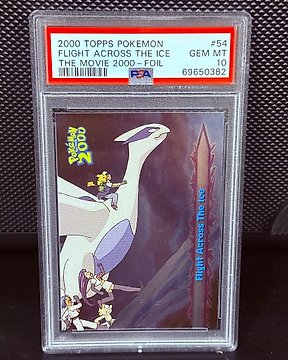 2000 TOPPS POKEMON #54
FLIGHT ACROSS THE ICE GEM MT
THE MOVIE 2000 – FOIL 10
PSA 69650382
Pokémon
2000
Flight Across The Ice